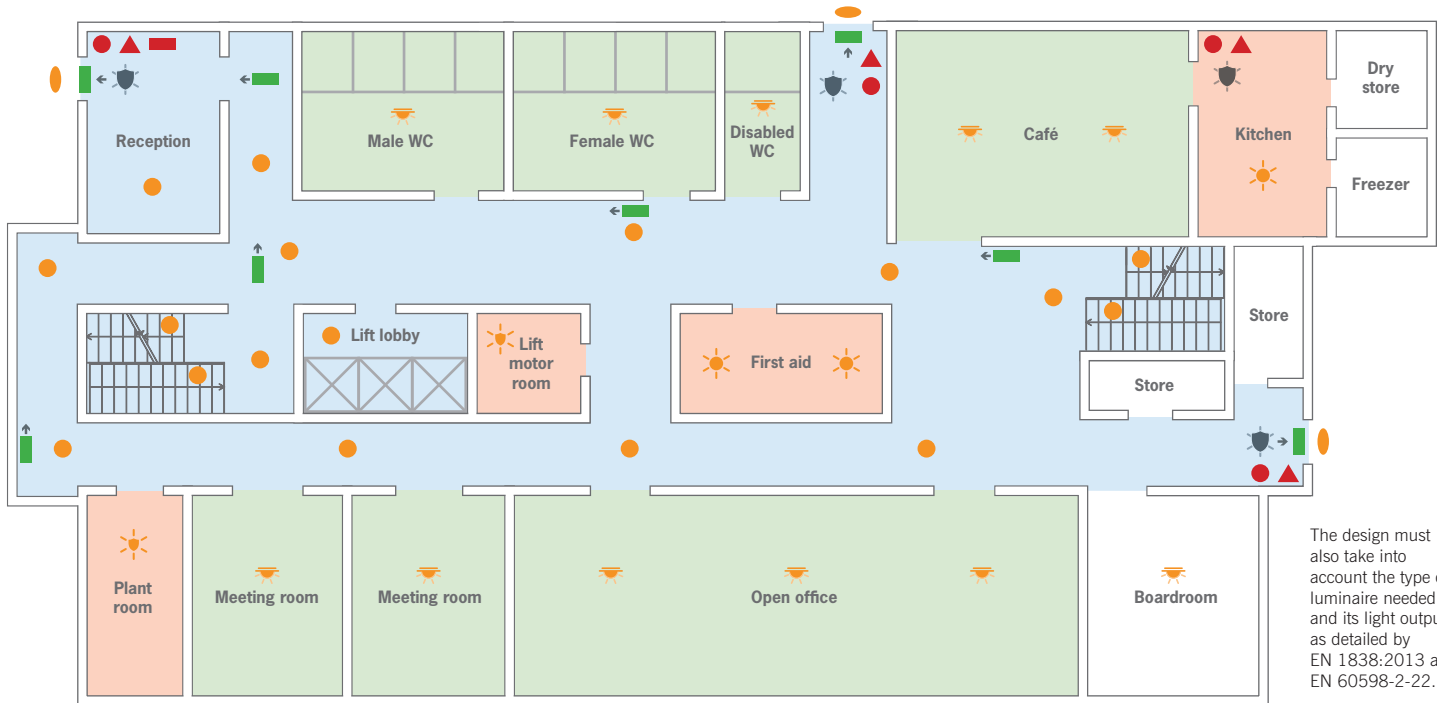 Dry
store
Reception
Male WC
Female WC
Disabled
WC
Café
Kitchen
Freezer
Lift lobby
Lift
motor
room
First aid
Store
Store
Plant
room
Meeting room
Meeting room
Open office
Boardroom
The design must
also take into
account the type
luminaire needed
and its light
as detailed by
EN 1838:2013
EN 60598-2-22.